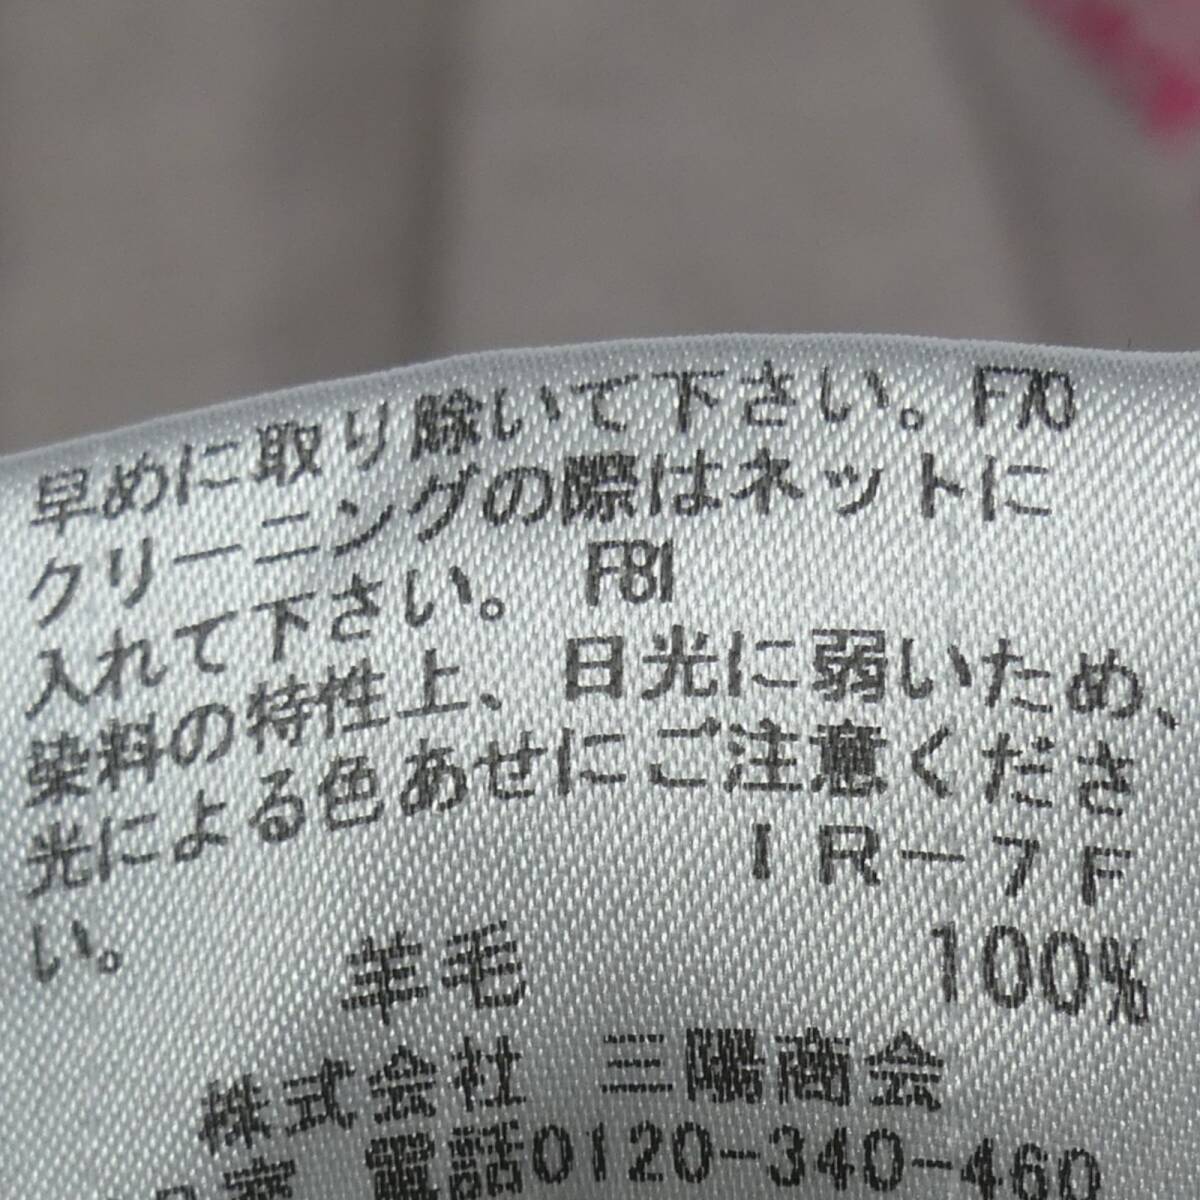 早めに取り除いて下さい。F70
クリーニングの際はネットに
入れて下さい。 F81
染料の特性上、日光に弱いため、
光による色あせにご注意くださ
い。 IR-7F
羊毛 100%
株式会社 三陽商会
電話0120-340-460